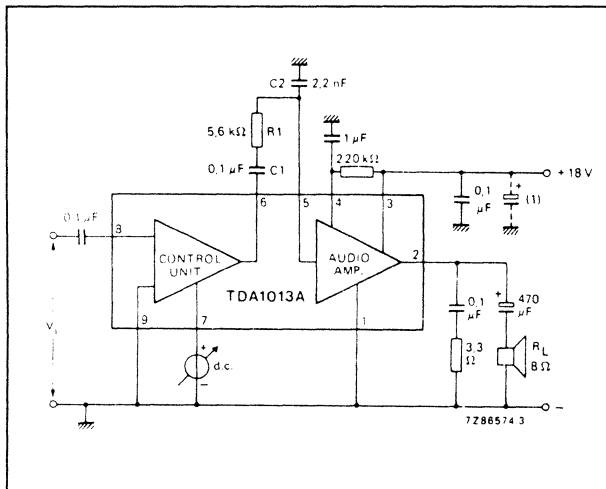 C2
2,2 nF
5,6 kΩ
R1
1 µF
0,1 µF
C1
220 kΩ
+ 18 V
0,1 µF
+
(1)
6
5
4
3
0,1 µF
8
CONTROL UNIT
AUDIO AMP.
2
TDA1013A
9
7
1
Vi
+
d.c.
−
0,1 µF
+
470 µF
3,3 Ω
RL
8Ω
−
7Z86574 3